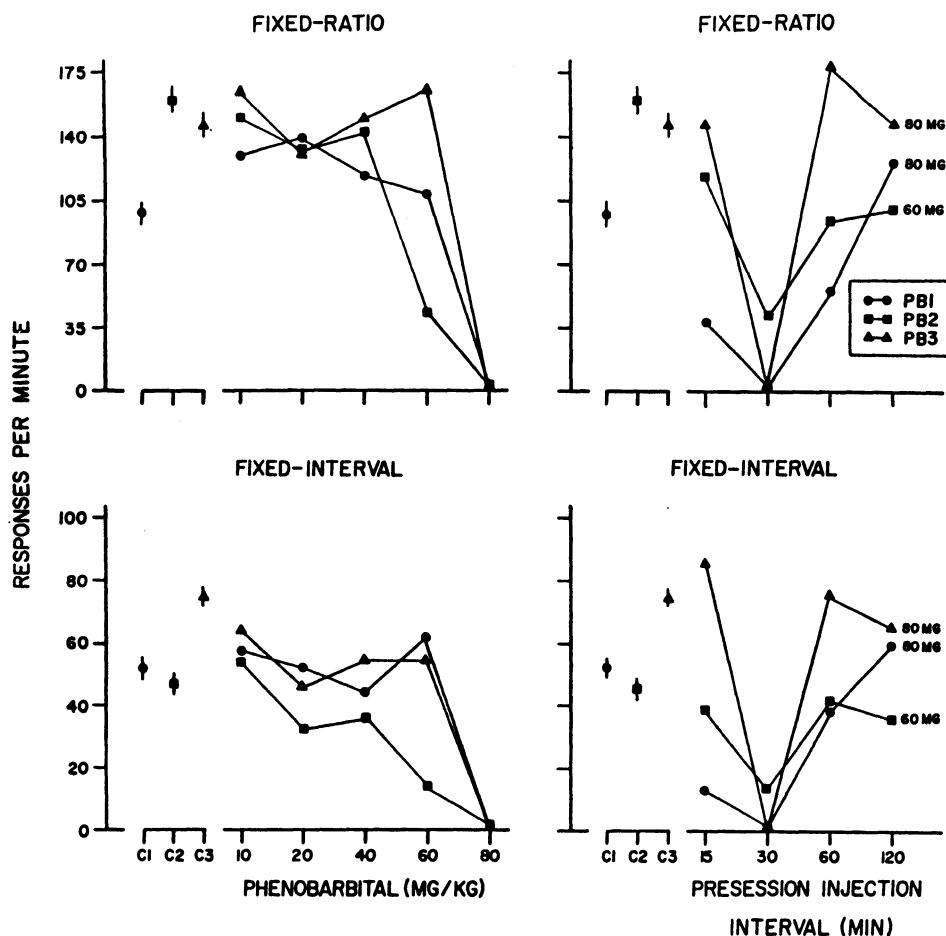 FIXED-RATIO
175
140
105
70
35
0
FIXED-RATIO
80 MG
80 MG
60 MG
PB1
PB2
PB3
RESPONSES PER MINUTE
FIXED-INTERVAL
100
80
60
40
20
0
C1 C2 C3 10 20 40 60 80
PHENOBARBITAL (MG/KG)
FIXED-INTERVAL
80 MG
80 MG
60 MG
C1 C2 C3 15 30 60 120
PRESESSION INJECTION
INTERVAL (MIN)